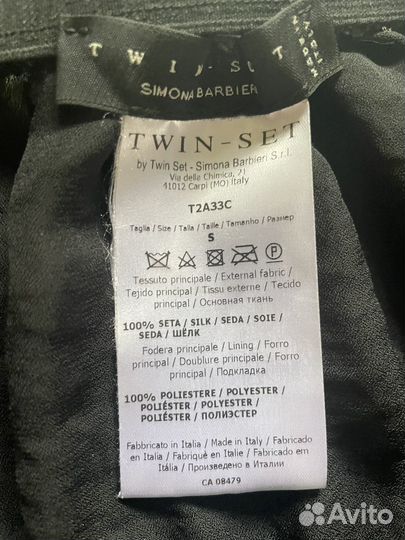 T W I N - S E T
SIMONA BARBIERI
TWIN-SET
by Twin Set - Simona Barbieri S.r.l.
Via della Chimica, 21
41012 Carpi (MO) Italy
T2A33C
Taglia / Size / Talla / Taille / Tamanho / Размер
S
P
Tessuto principale / External fabric /
Tejido principal / Tissu externe / Tecido
principal / Основная ткань
100% SETA / SILK / SEDA / SOIE /
SEDA / ШЁЛК
Fodera principale / Lining / Forro
principal / Doublure principale / Forro
principal / Подкладка
100% POLIESTERE / POLYESTER /
POLIÉSTER / POLYESTER /
POLIÉSTER / ПОЛИЭСТЕР
Fabbricato in Italia / Made in Italy / Fabricado
en Italia / Fabriqué en Italie / Fabricado em
Itália / Произведено в Италии
CA 08479
Avito